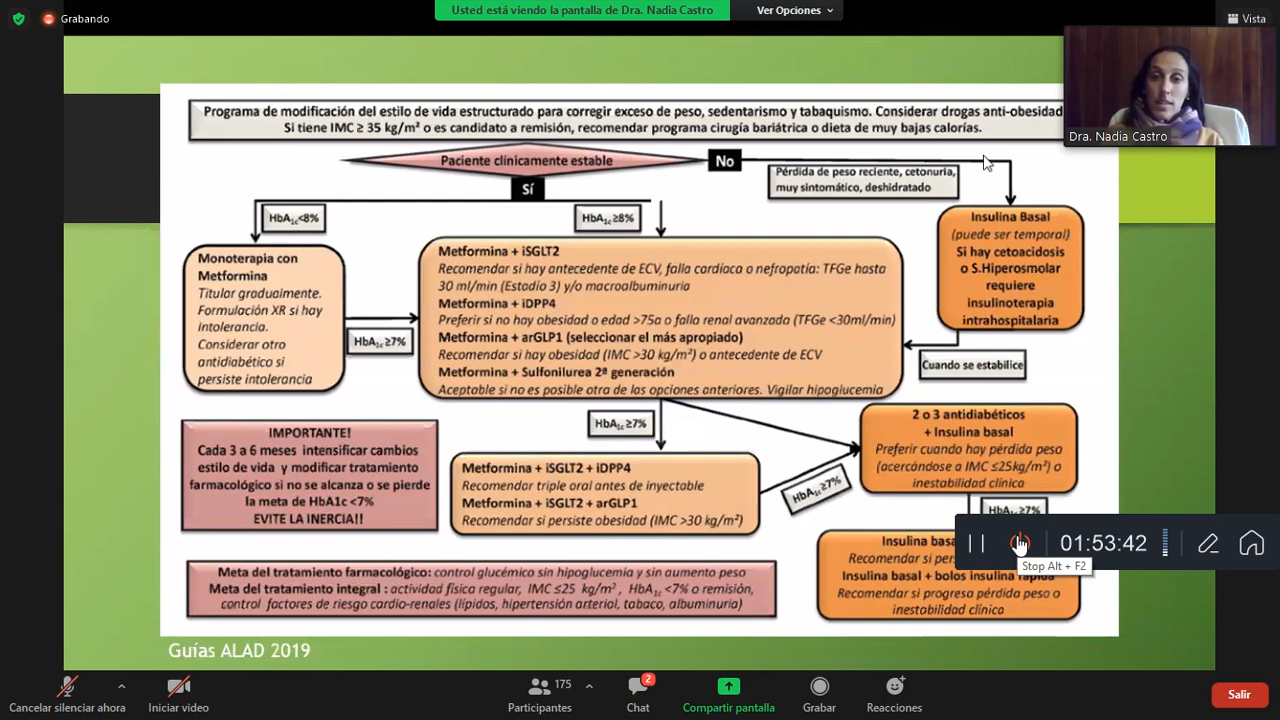 Grabando
Usted está viendo la pantalla de Dra. Nadia Castro
Ver Opciones
Vista
Dra. Nadia Castro
Programa de modificación del estilo de vida estructurado para corregir exceso de peso, sedentarismo y tabaquismo. Considerar drogas anti-obesidad
Si tiene IMC ≥ 35 kg/m² o es candidato a remisión, recomendar programa cirugía bariátrica o dieta de muy bajas calorías.
Paciente clínicamente estable
No
Sí
Pérdida de peso reciente, cetonuria,
muy sintomático, deshidratado
HbA1c<8%
HbA1c≥8%
Monoterapia con
Metformina
Titular gradualmente.
Formulación XR si hay
intolerancia.
Considerar otro
antidiabético si
persiste intolerancia
HbA1c≥7%
Metformina + iSGLT2
Recomendar si hay antecedente de ECV, falla cardíaca o nefropatía: TFGe hasta
30 ml/min (Estadío 3) y/o macroalbuminuria
Metformina + iDPP4
Preferir si no hay obesidad o edad >75a o falla renal avanzada (TFGe <30ml/min)
Metformina + arGLP1 (seleccionar el más apropiado)
Recomendar si hay obesidad (IMC >30 kg/m²) o antecedente de ECV
Metformina + Sulfonilurea 2ª generación
Aceptable si no es posible otra de las opciones anteriores. Vigilar hipoglucemia
Insulina Basal
(puede ser temporal)
Si hay cetoacidosis
o S.Hiperosmolar
requiere
insulinoterapia
intrahospitalaria
Cuando se estabilice
HbA1c≥7%
IMPORTANTE!
Cada 3 a 6 meses intensificar cambios
estilo de vida y modificar tratamiento
farmacológico si no se alcanza o se pierde
la meta de HbA1c <7%
EVITE LA INERCIA!!
Metformina + iSGLT2 + iDPP4
Recomendar triple oral antes de inyectable
Metformina + iSGLT2 + arGLP1
Recomendar si persiste obesidad (IMC >30 kg/m²)
HbA1c≥7%
2 o 3 antidiabéticos
+ Insulina basal
Preferir cuando hay pérdida peso
(acercándose a IMC ≤25kg/m²) o
inestabilidad clínica
HbA1c≥7%
Insulina basa
Recomendar si per
Insulina basal + bolos insulina rápida
Recomendar si progresa pérdida peso o
inestabilidad clínica
01:53:42
Stop Alt + F2
Meta del tratamiento farmacológico: control glucémico sin hipoglucemia y sin aumento peso
Meta del tratamiento integral : actividad física regular, IMC ≤25 kg/m² , HbA1c <7% o remisión,
control factores de riesgo cardio-renales (lípidos, hipertensión arterial, tabaco, albuminuria)
Guías ALAD 2019
Cancelar silenciar ahora
Iniciar video
175
Participantes
2
Chat
Compartir pantalla
Grabar
Reacciones
Salir